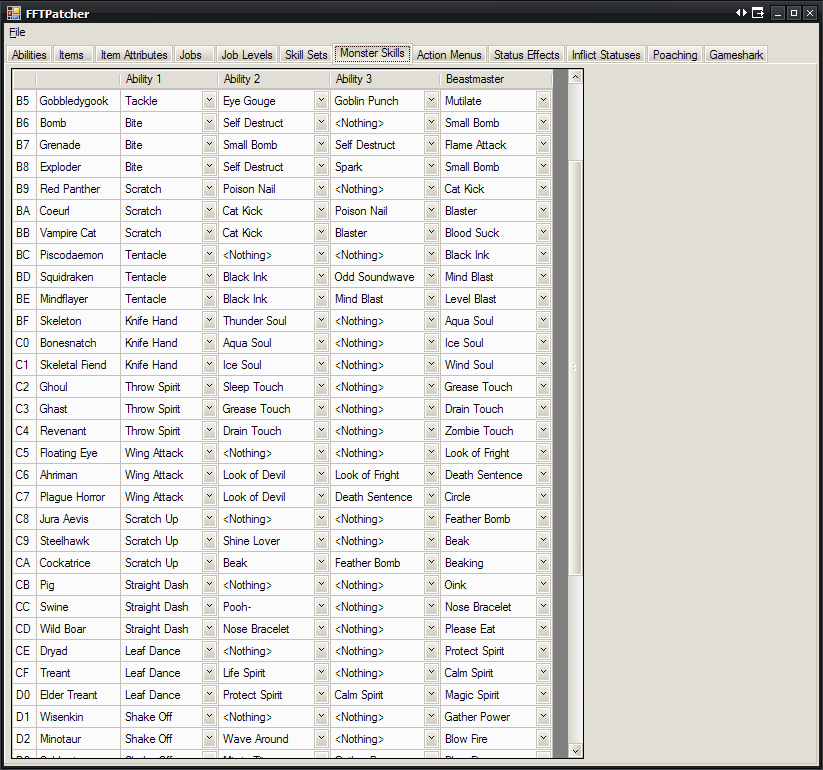 FFTPatcher
File
Abilities Items Item Attributes Jobs Job Levels Skill Sets Monster Skills Action Menus Status Effects Inflict Statuses Poaching Gameshark
Ability 1 Ability 2 Ability 3 Beastmaster
B5 Gobbledygook Tackle Eye Gouge Goblin Punch Mutilate
B6 Bomb Bite Self Destruct <Nothing> Small Bomb
B7 Grenade Bite Small Bomb Self Destruct Flame Attack
B8 Exploder Bite Self Destruct Spark Small Bomb
B9 Red Panther Scratch Poison Nail <Nothing> Cat Kick
BA Coeurl Scratch Cat Kick Poison Nail Blaster
BB Vampire Cat Scratch Cat Kick Blaster Blood Suck
BC Piscodaemon Tentacle <Nothing> <Nothing> Black Ink
BD Squidraken Tentacle Black Ink Odd Soundwave Mind Blast
BE Mindflayer Tentacle Black Ink Mind Blast Level Blast
BF Skeleton Knife Hand Thunder Soul <Nothing> Aqua Soul
C0 Bonesnatch Knife Hand Aqua Soul <Nothing> Ice Soul
C1 Skeletal Fiend Knife Hand Ice Soul <Nothing> Wind Soul
C2 Ghoul Throw Spirit Sleep Touch <Nothing> Grease Touch
C3 Ghast Throw Spirit Grease Touch <Nothing> Drain Touch
C4 Revenant Throw Spirit Drain Touch <Nothing> Zombie Touch
C5 Floating Eye Wing Attack <Nothing> <Nothing> Look of Fright
C6 Ahriman Wing Attack Look of Devil Look of Fright Death Sentence
C7 Plague Horror Wing Attack Look of Devil Death Sentence Circle
C8 Jura Aevis Scratch Up <Nothing> <Nothing> Feather Bomb
C9 Steelhawk Scratch Up Shine Lover <Nothing> Beak
CA Cockatrice Scratch Up Beak Feather Bomb Beaking
CB Pig Straight Dash <Nothing> <Nothing> Oink
CC Swine Straight Dash Pooh- <Nothing> Nose Bracelet
CD Wild Boar Straight Dash Nose Bracelet <Nothing> Please Eat
CE Dryad Leaf Dance <Nothing> <Nothing> Protect Spirit
CF Treant Leaf Dance Life Spirit <Nothing> Calm Spirit
D0 Elder Treant Leaf Dance Protect Spirit Calm Spirit Magic Spirit
D1 Wisenkin Shake Off <Nothing> <Nothing> Gather Power
D2 Minotaur Shake Off Wave Around <Nothing> Blow Fire